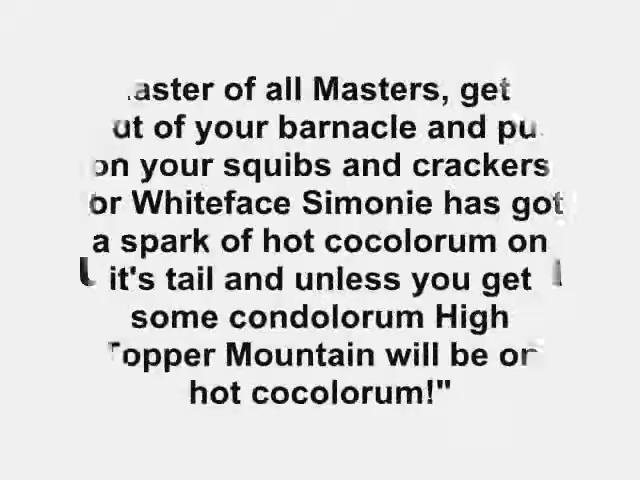 aster of all Masters, get
ut of your barnacle and pu
on your squibs and crackers
or Whiteface Simonie has got
a spark of hot cocolorum on
it's tail and unless you get
some condolorum High
Topper Mountain will be on
hot cocolorum!"